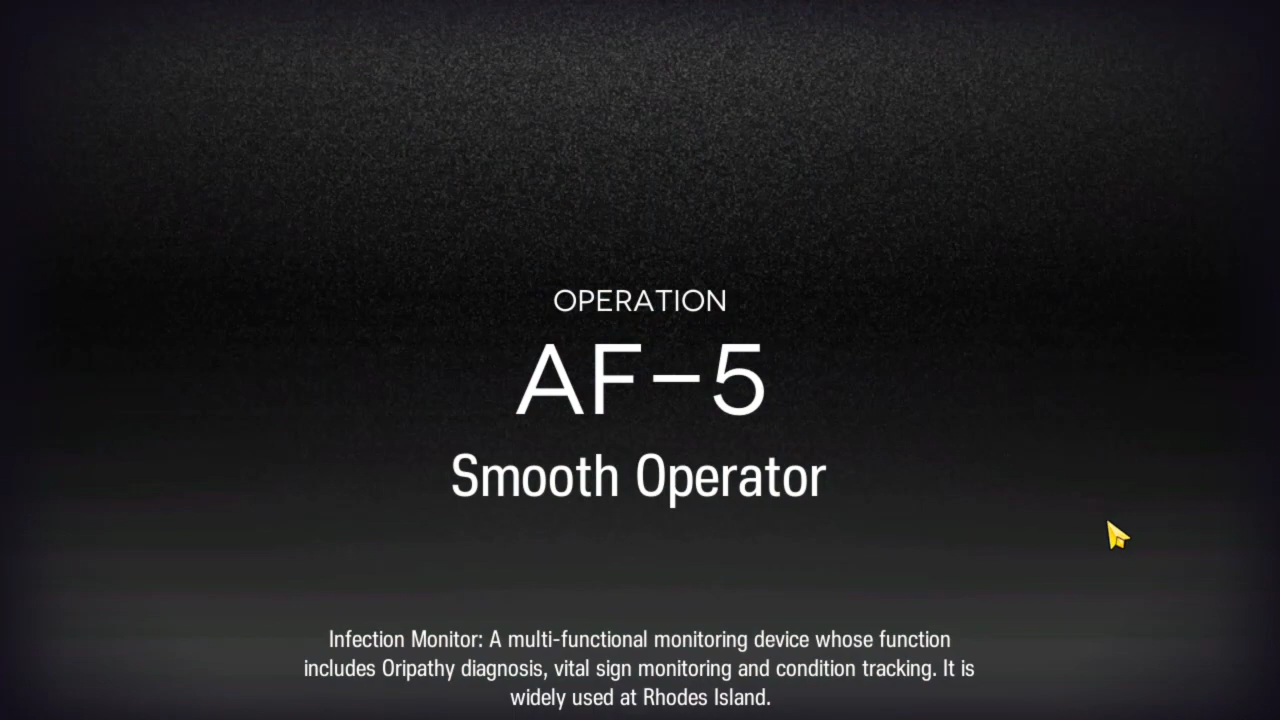 OPERATION
AF-5
Smooth Operator
Infection Monitor: A multi-functional monitoring device whose function
includes Oripathy diagnosis, vital sign monitoring and condition tracking. It is
widely used at Rhodes Island.